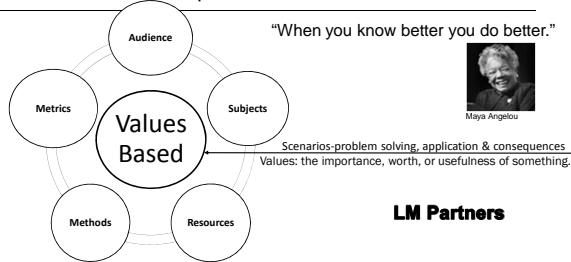 Audience
"When you know better you do better."
Metrics
Subjects
Values
Based
Maya Angelou
Scenarios-problem solving, application & consequences
Values: the importance, worth, or usefulness of something.
Methods
Resources
LM Partners